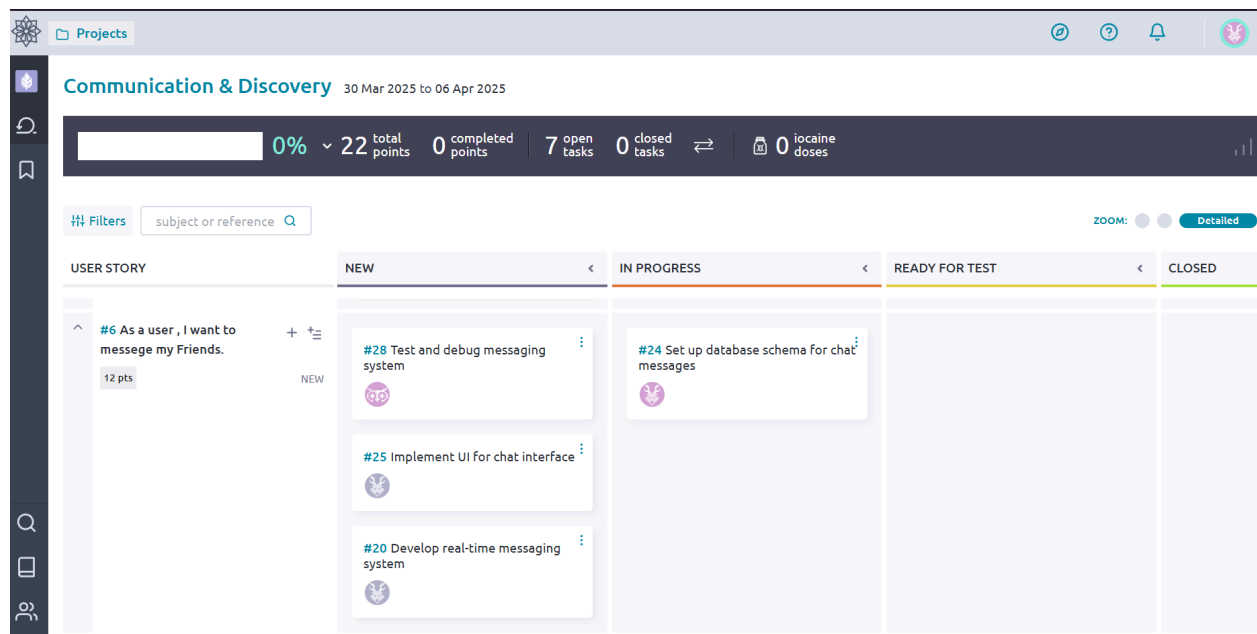 Projects
Communication & Discovery 30 Mar 2025 to 06 Apr 2025
0% 22 total points 0 completed points 7 open tasks 0 closed tasks 0 iocaine doses
Filters subject or reference ZOOM: Detailed
USER STORY NEW IN PROGRESS READY FOR TEST CLOSED
#6 As a user , I want to
messege my Friends.
12 pts NEW
#28 Test and debug messaging
system
#25 Implement UI for chat interface
#20 Develop real-time messaging
system
#24 Set up database schema for chat
messages